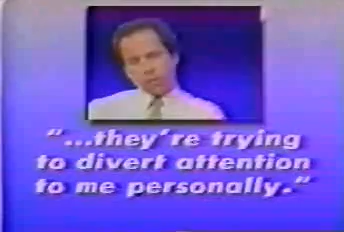 "...they're trying
to divert attention
to me personally."